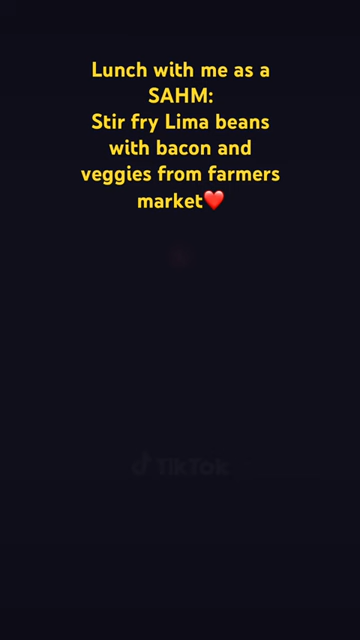 Lunch with me as a
SAHM:
Stir fry Lima beans
with bacon and
veggies from farmers
market❤️
TikTok